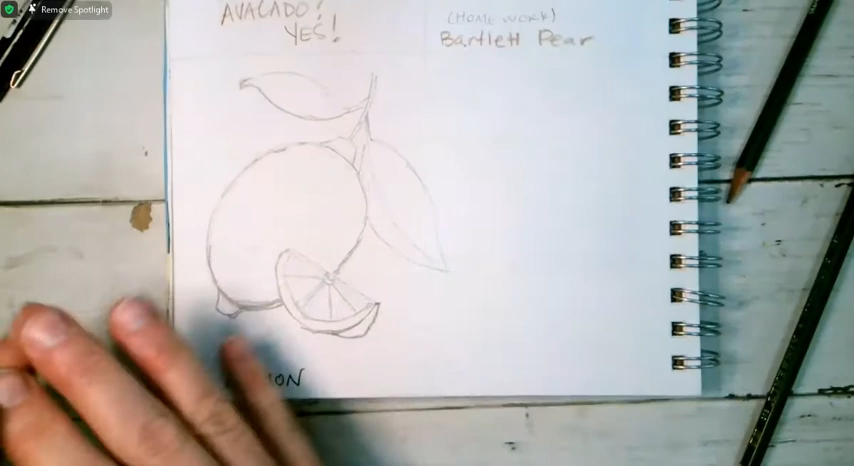 Remove Spotlight
AVACADO?
YES!
(HOME WORK)
Bartlett Pear